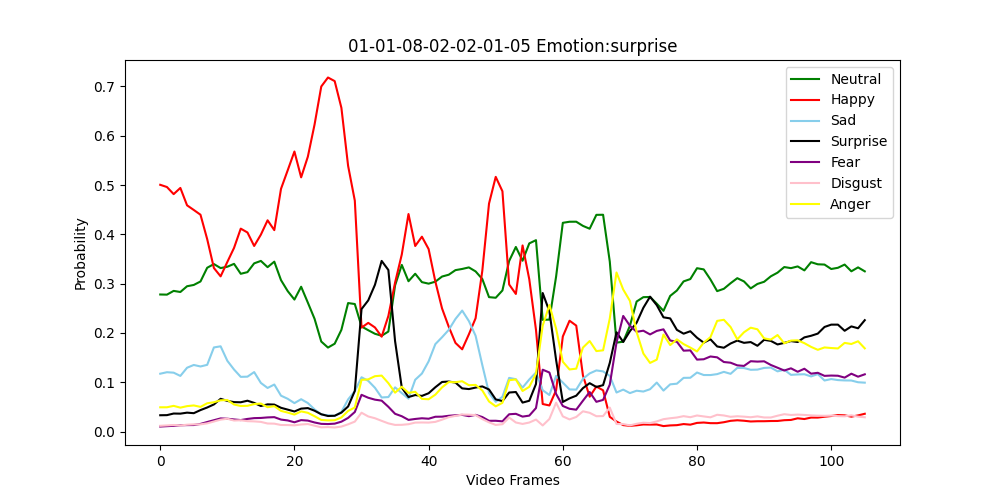 01-01-08-02-02-01-05 Emotion:surprise
Probability
0.7
0.6
0.5
0.4
0.3
0.2
0.1
0.0
0
20
40
60
80
100
Video Frames
Neutral
Happy
Sad
Surprise
Fear
Disgust
Anger